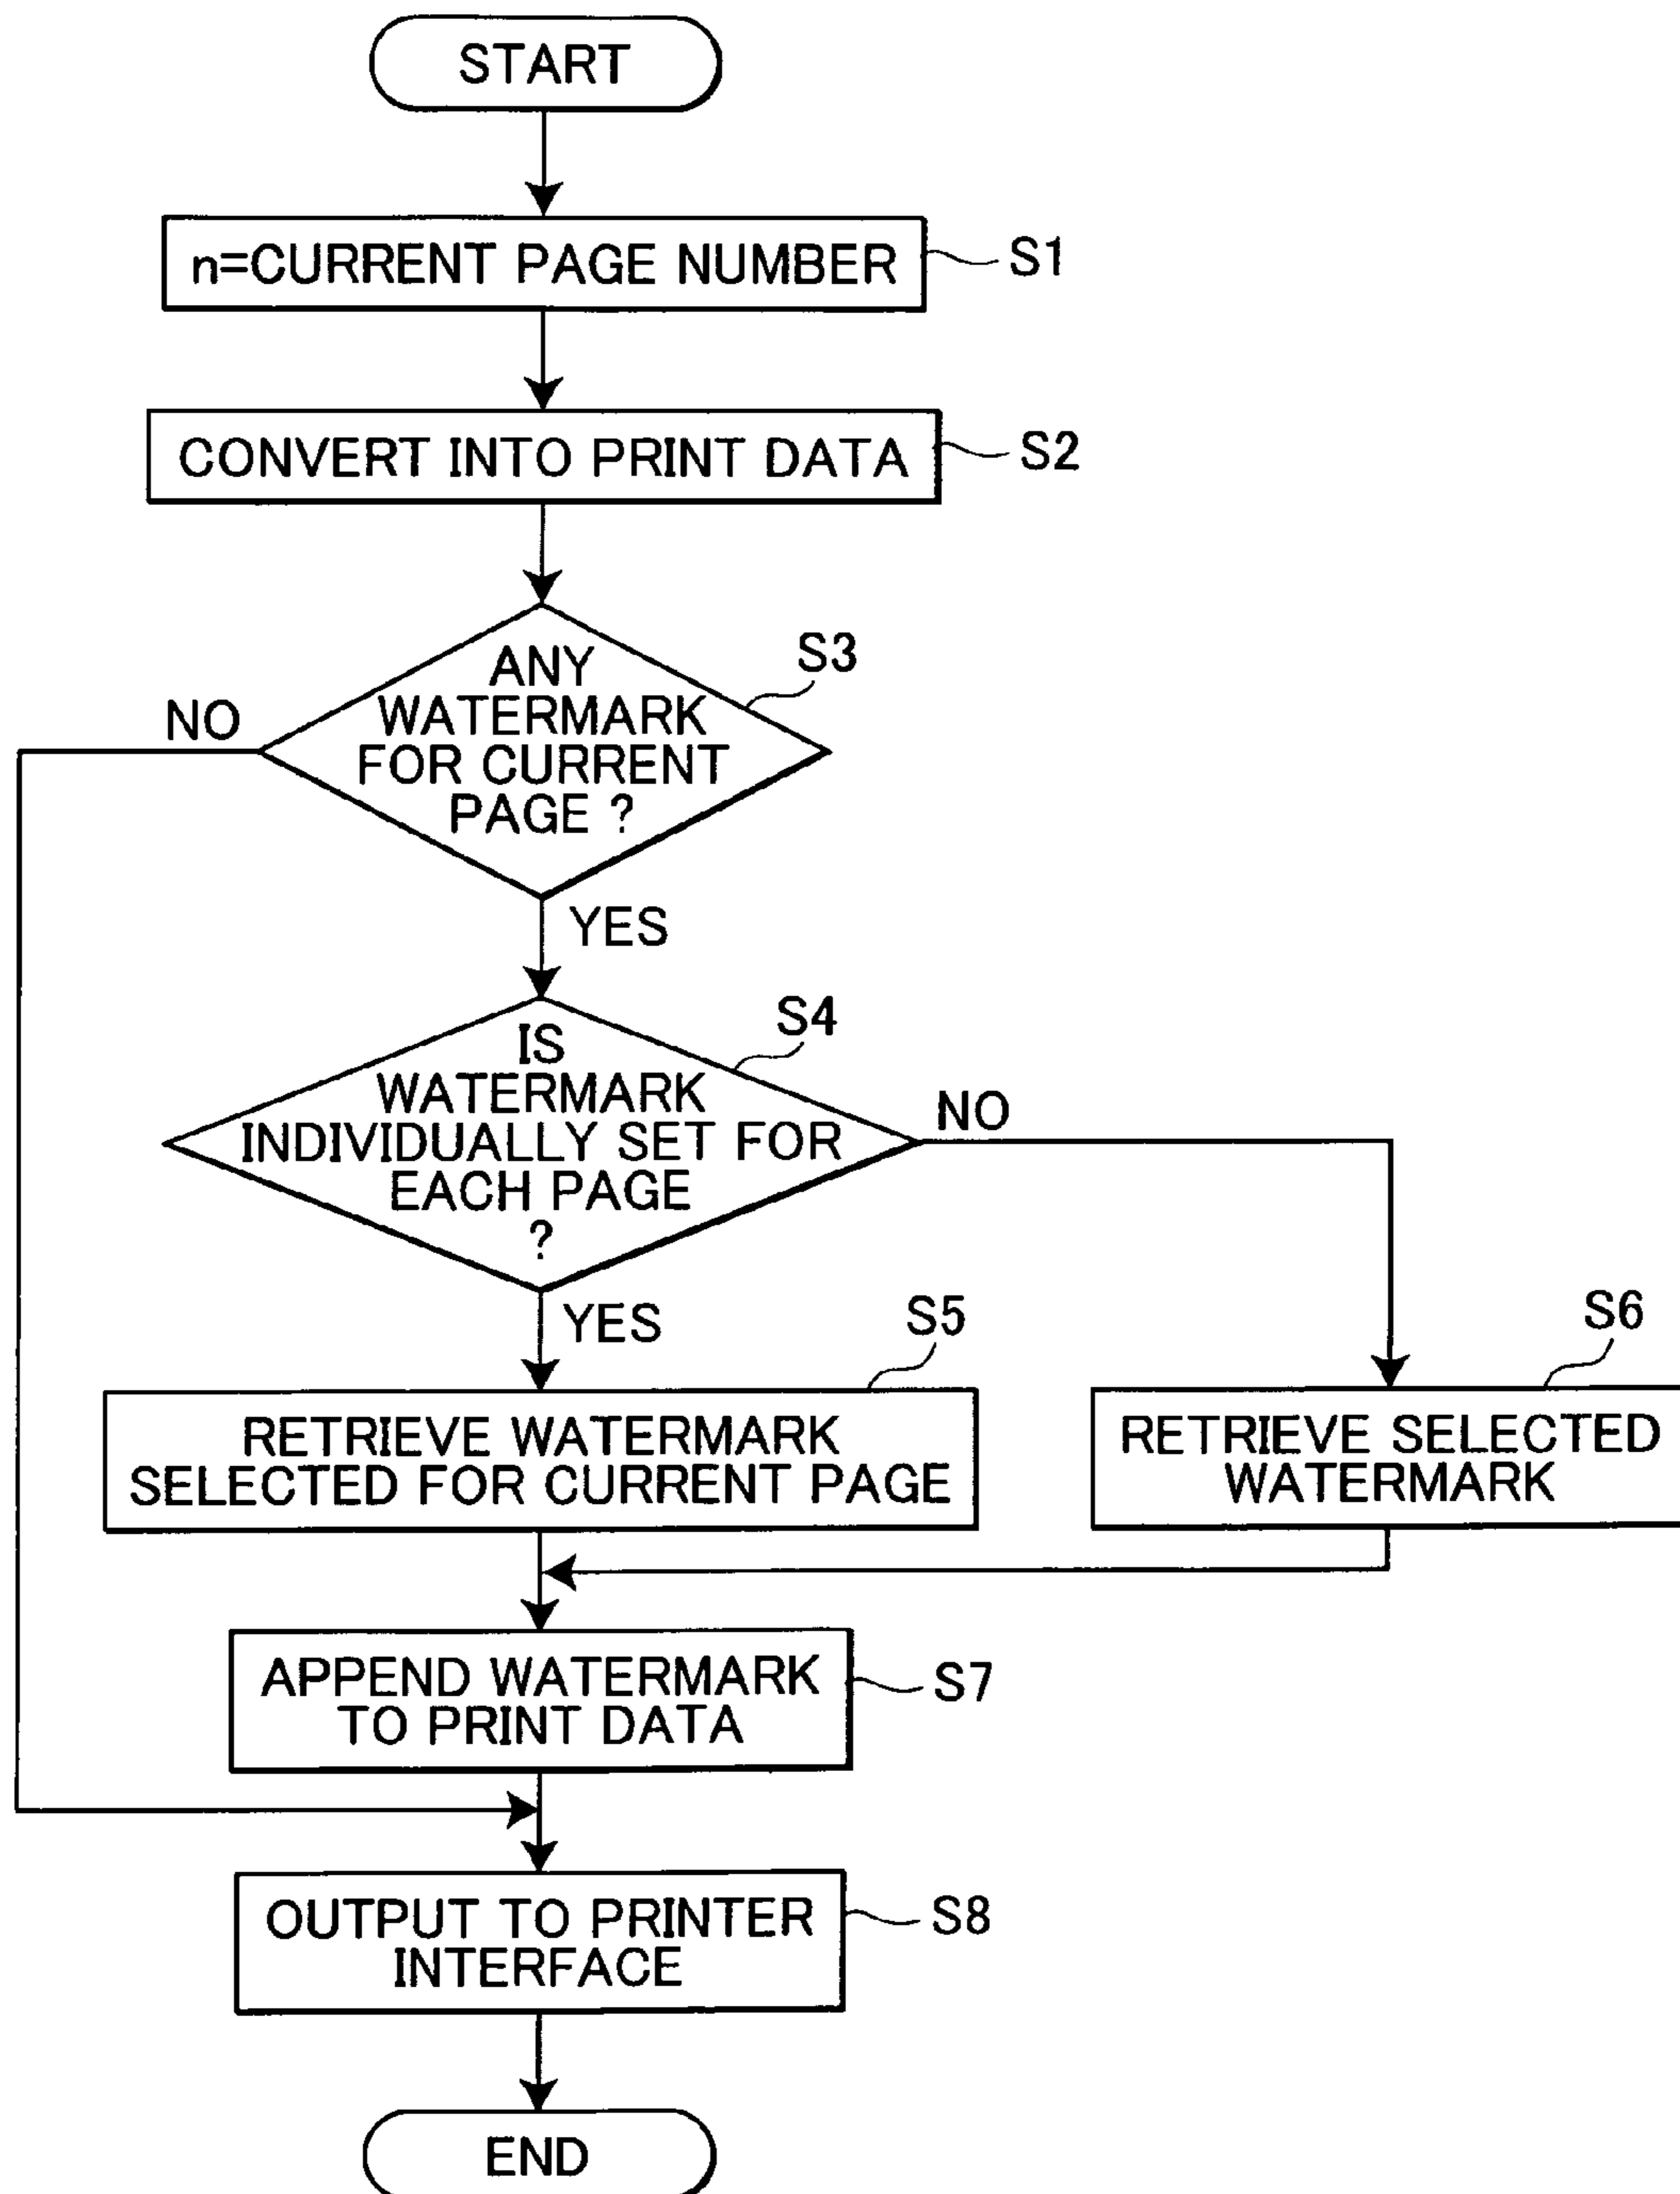 START
n=CURRENT PAGE NUMBER
S1
CONVERT INTO PRINT DATA
S2
ANY
WATERMARK
FOR CURRENT
PAGE ?
S3
NO
YES
IS
WATERMARK
INDIVIDUALLY SET FOR
EACH PAGE
?
S4
NO
YES
RETRIEVE WATERMARK
SELECTED FOR CURRENT PAGE
S5
RETRIEVE SELECTED
WATERMARK
S6
APPEND WATERMARK
TO PRINT DATA
S7
OUTPUT TO PRINTER
INTERFACE
S8
END